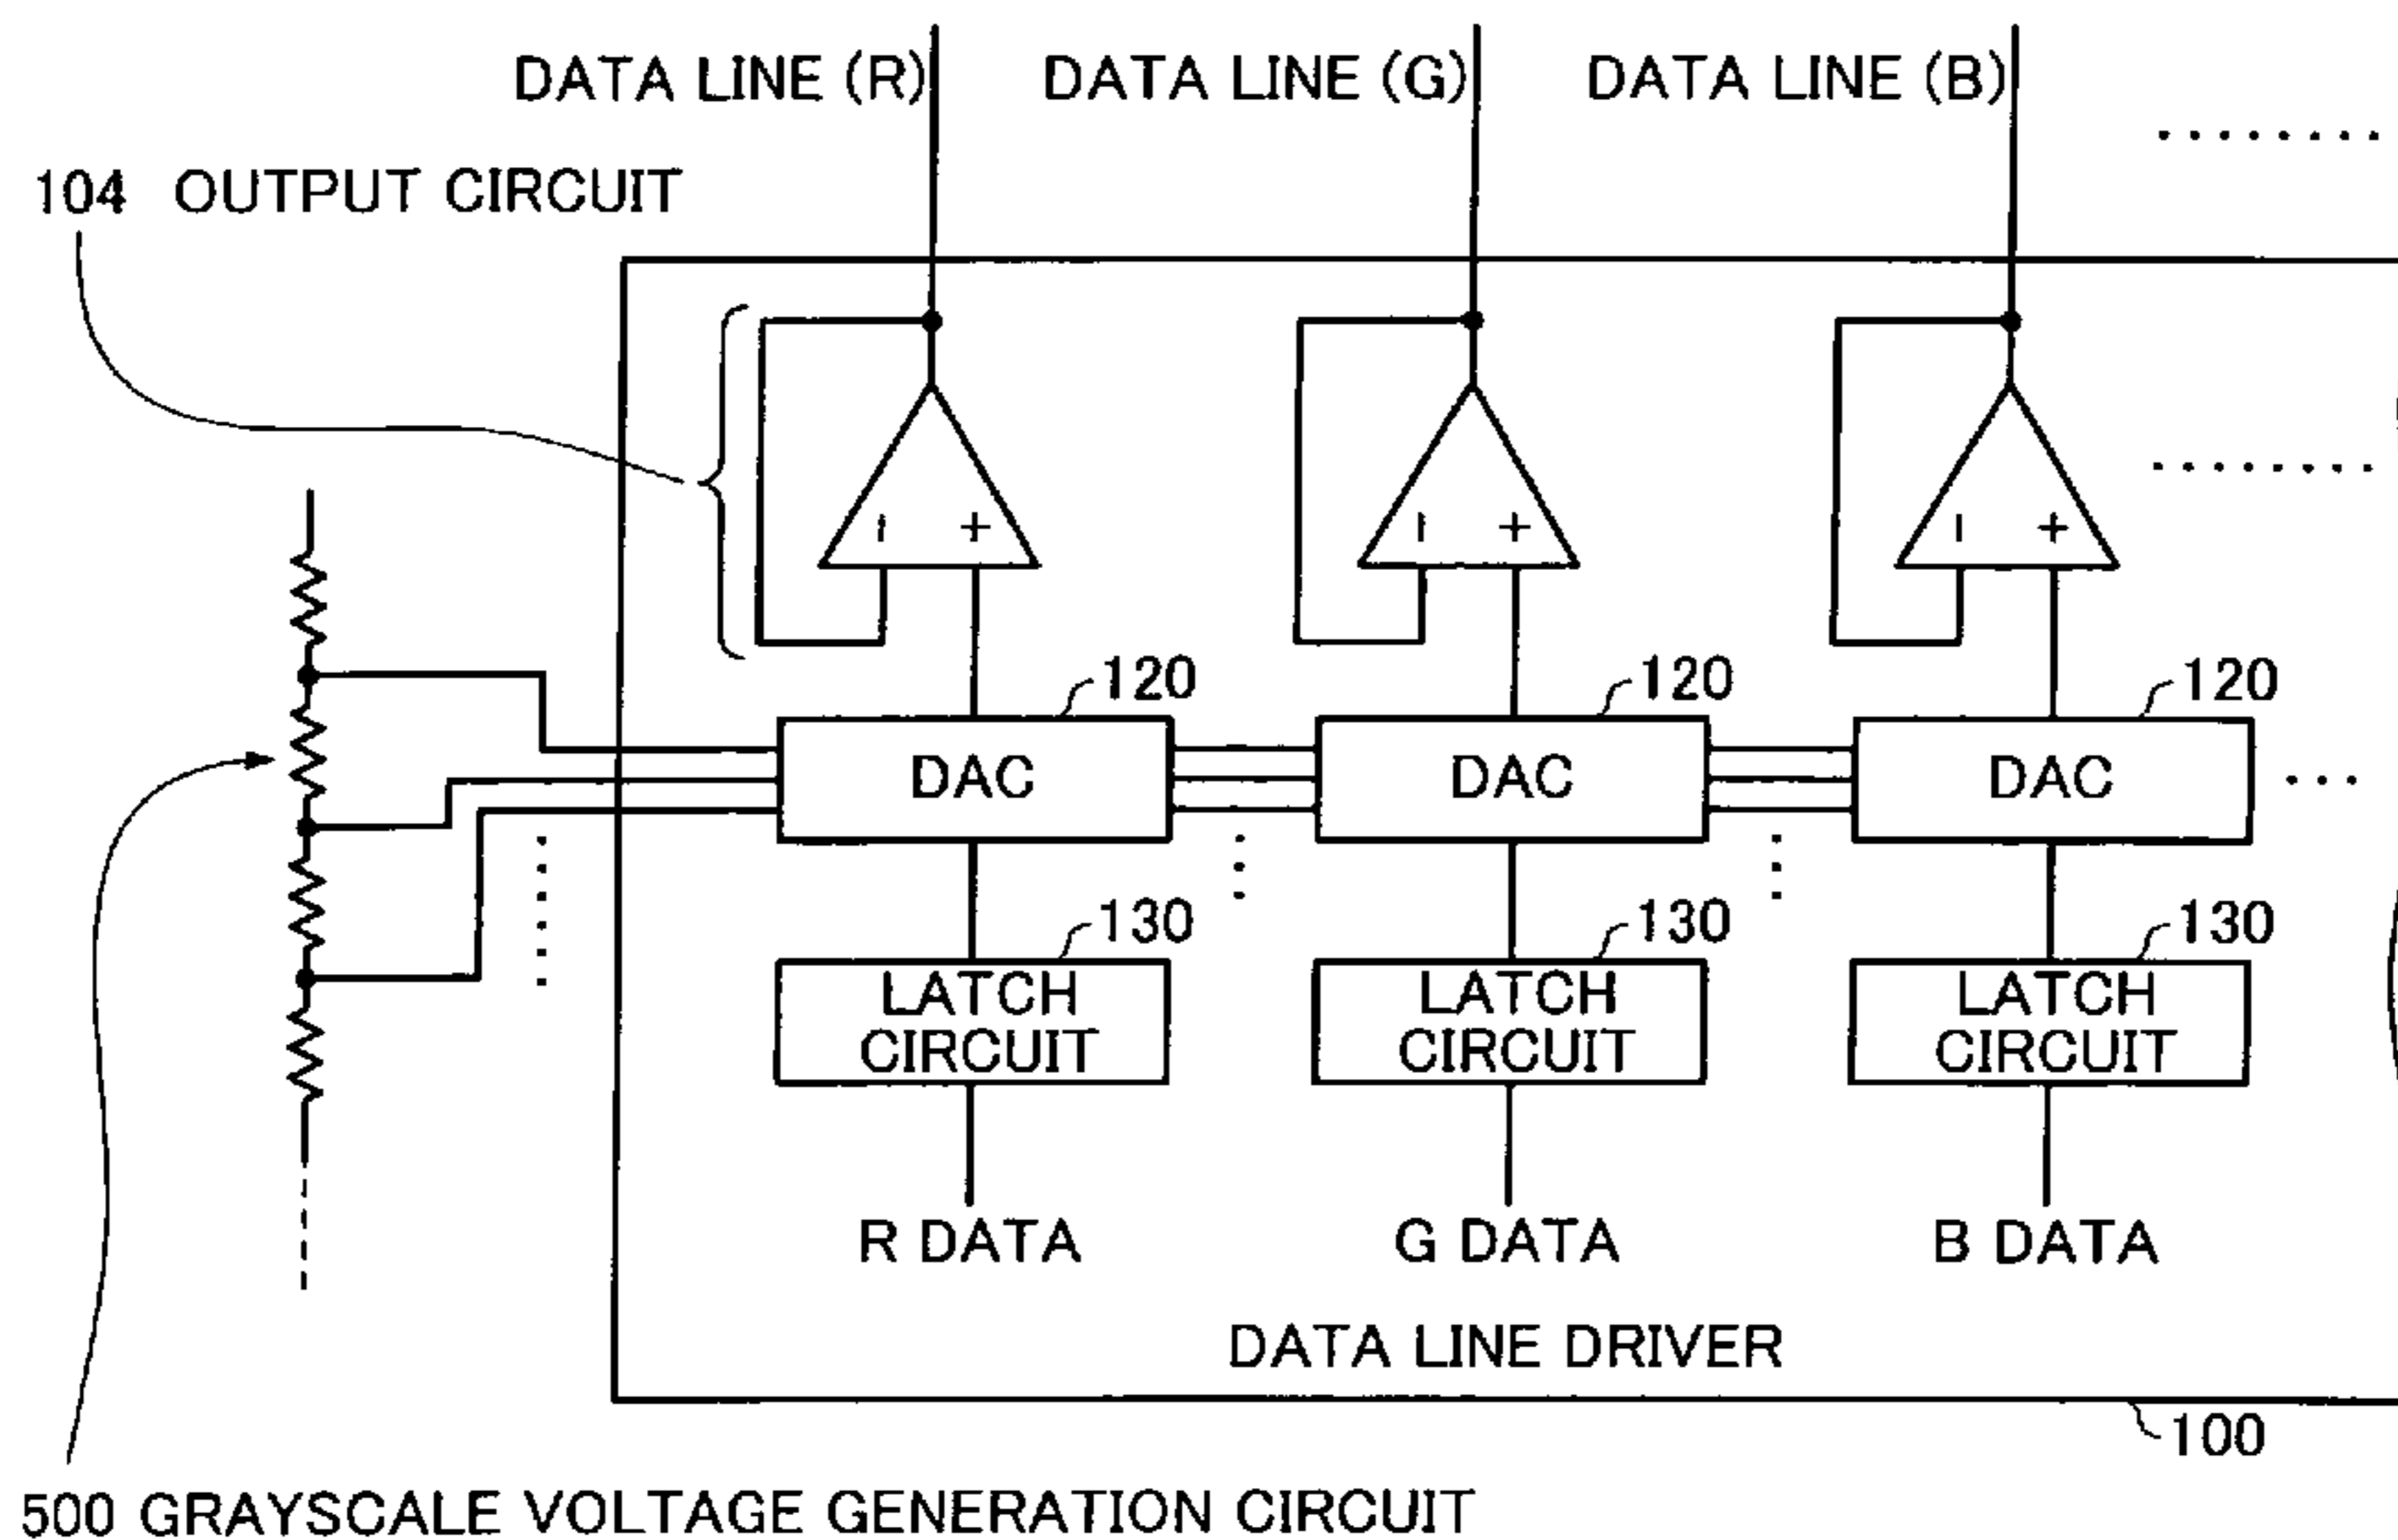 DATA LINE (R) DATA LINE (G) DATA LINE (B)
104 OUTPUT CIRCUIT
− + − + − +
120 120 120
DAC DAC DAC
130 130 130
LATCH CIRCUIT LATCH CIRCUIT LATCH CIRCUIT
R DATA G DATA B DATA
DATA LINE DRIVER
100
500 GRAYSCALE VOLTAGE GENERATION CIRCUIT